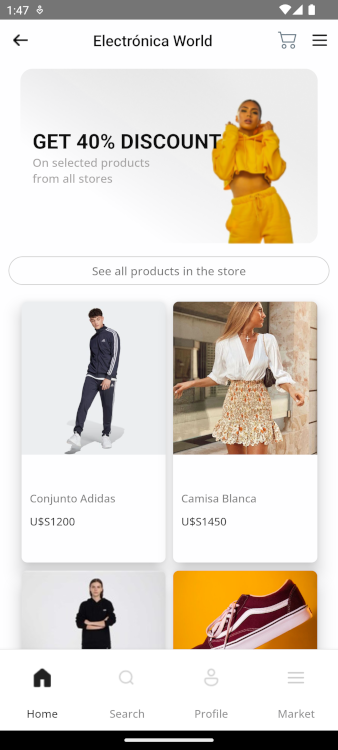 1:47
Electrónica World
GET 40% DISCOUNT
On selected products
from all stores
See all products in the store
Conjunto Adidas
U$S1200
Camisa Blanca
U$S1450
Home
Search
Profile
Market